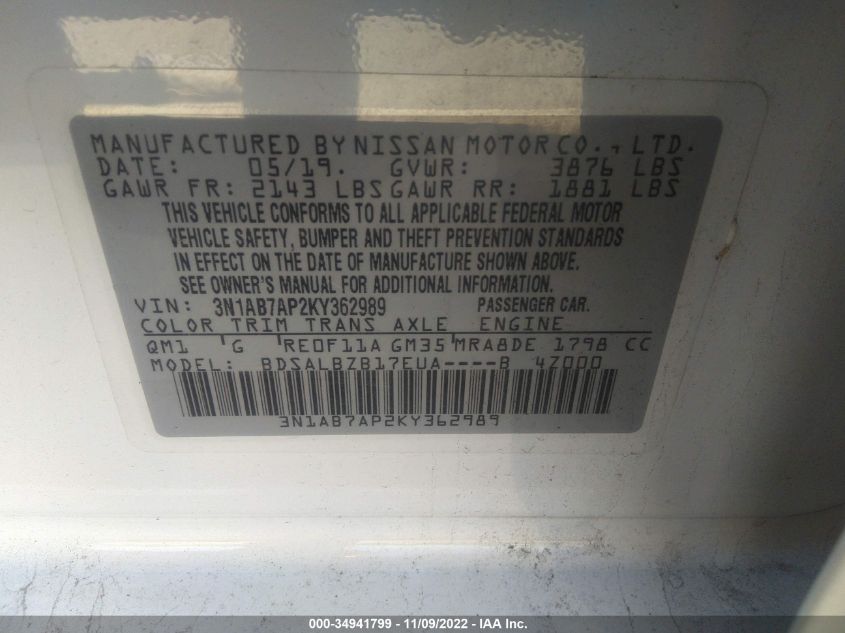 MANUFACTURED BY NISSAN MOTOR CO., LTD.
DATE: 05/19. GVWR: 3876 LBS
GAWR FR: 2143 LBS GAWR RR: 1881 LBS
THIS VEHICLE CONFORMS TO ALL APPLICABLE FEDERAL MOTOR
VEHICLE SAFETY, BUMPER AND THEFT PREVENTION STANDARDS
IN EFFECT ON THE DATE OF MANUFACTURE SHOWN ABOVE.
SEE OWNER'S MANUAL FOR ADDITIONAL INFORMATION.
VIN: 3N1AB7AP2KY362989 PASSENGER CAR.
COLOR TRIM TRANS AXLE ENGINE
QM1 'G 'RE0F11A GM35'MRA8DE 1798 CC
MODEL: BDSALBZB17EUA----B 4Z000
3N1AB7AP2KY362989
000-34941799 - 11/09/2022 - IAA Inc.